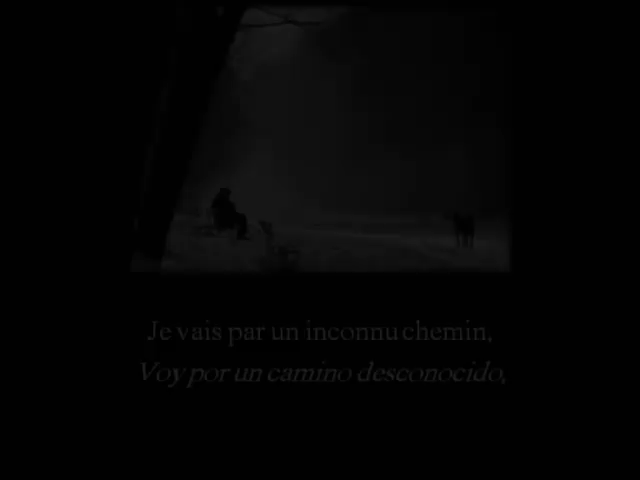 Je vais par un inconnu chemin,
Voy por un camino desconocido,